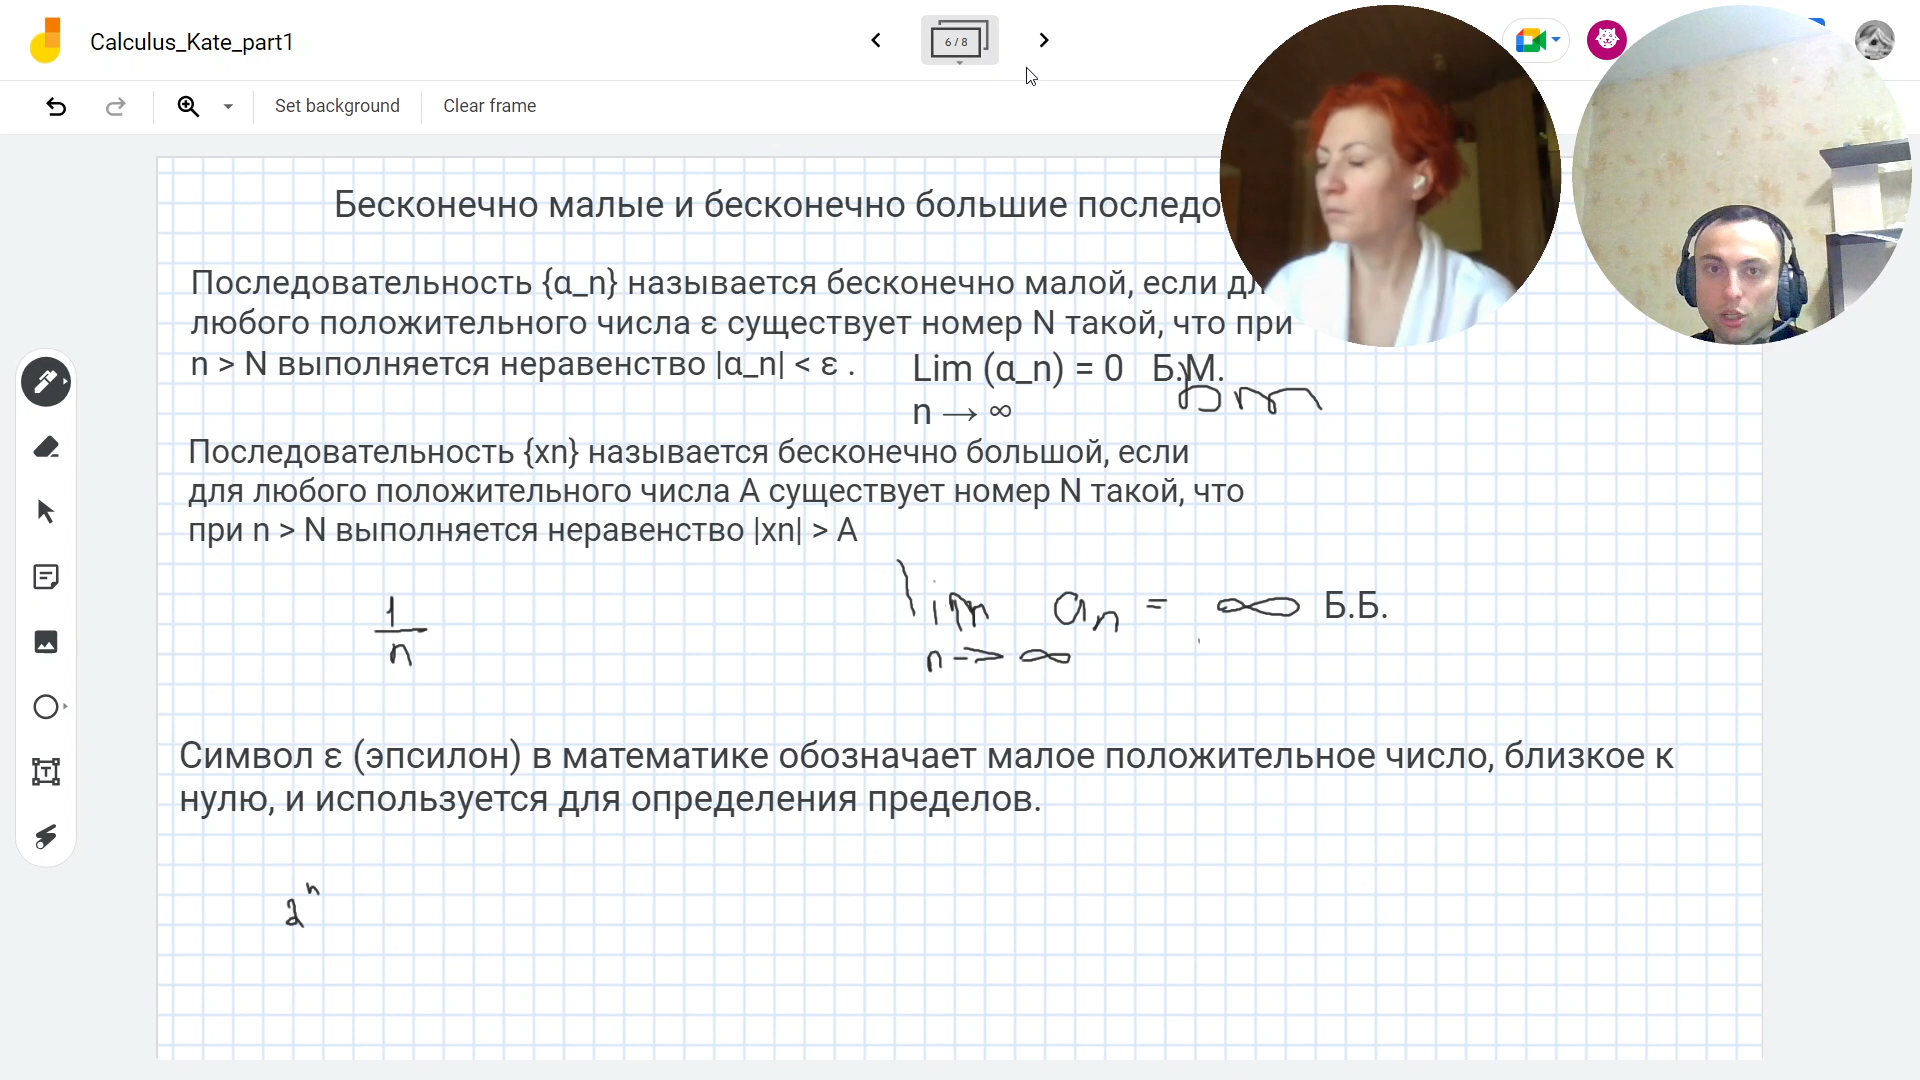 Calculus_Kate_part1
6 / 8
Set background
Clear frame
Бесконечно малые и бесконечно большие последо
Последовательность {α_n} называется бесконечно малой, если дл
любого положительного числа ε существует номер N такой, что при
n > N выполняется неравенство |α_n| < ε .
Lim (α_n) = 0 Б.М.
n → ∞
Бm
Последовательность {xn} называется бесконечно большой, если
для любого положительного числа A существует номер N такой, что
при n > N выполняется неравенство |xn| > A
1
n
lim an = ∞ Б.Б.
n -> ∞
Символ ε (эпсилон) в математике обозначает малое положительное число, близкое к
нулю, и используется для определения пределов.
2^n